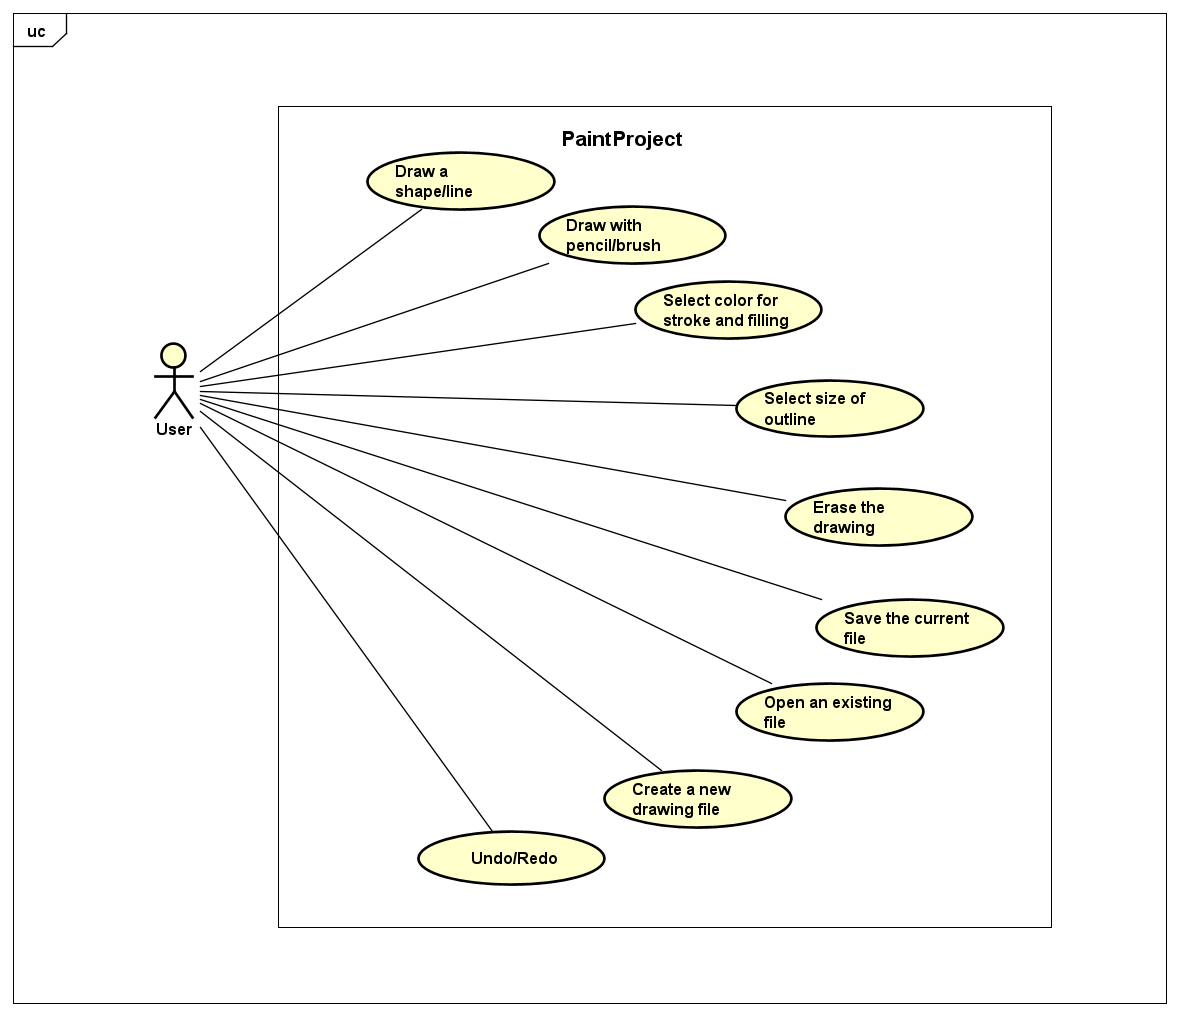 uc
PaintProject
Draw a
shape/line
Draw with
pencil/brush
Select color for
stroke and filling
Select size of
outline
User
Erase the
drawing
Save the current
file
Open an existing
file
Create a new
drawing file
Undo/Redo